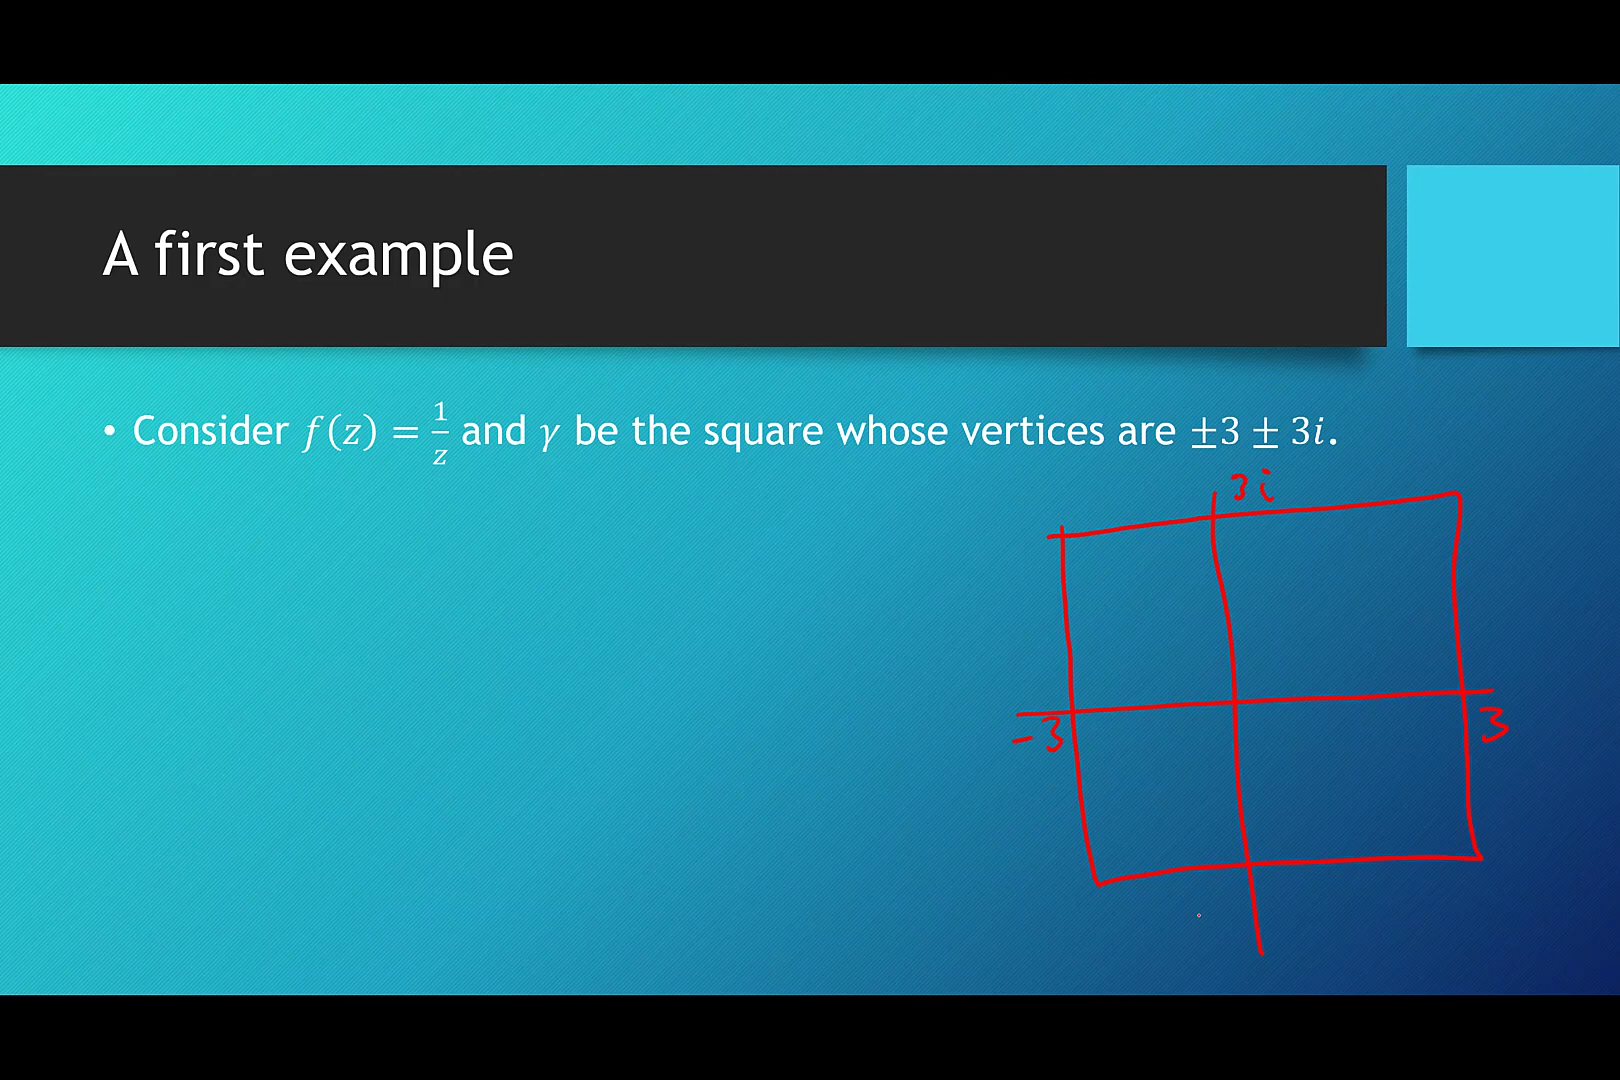 A first example
• Consider f(z) = 1/z and γ be the square whose vertices are ±3 ± 3i.
3i
-3
3